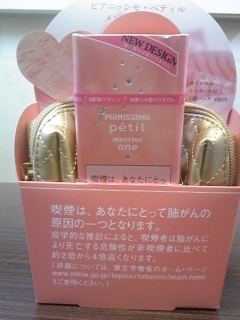 ピアニッシモ・ペティル
NEW DESIGN
NEWデザイン
PIANISSIMO
pétil
menthol
one
喫煙は、あなた
喫煙は、あなたにとって肺がんの
原因の一つとなります。
疫学的な推計によると、喫煙者は肺がんに
より死亡する危険性が非喫煙者に比べて
約2倍から4倍高くなります。
(詳細については、厚生労働省のホーム・ページ
www.mhlw.go.jp/topics/tobacco/main.html
をご参照ください。)